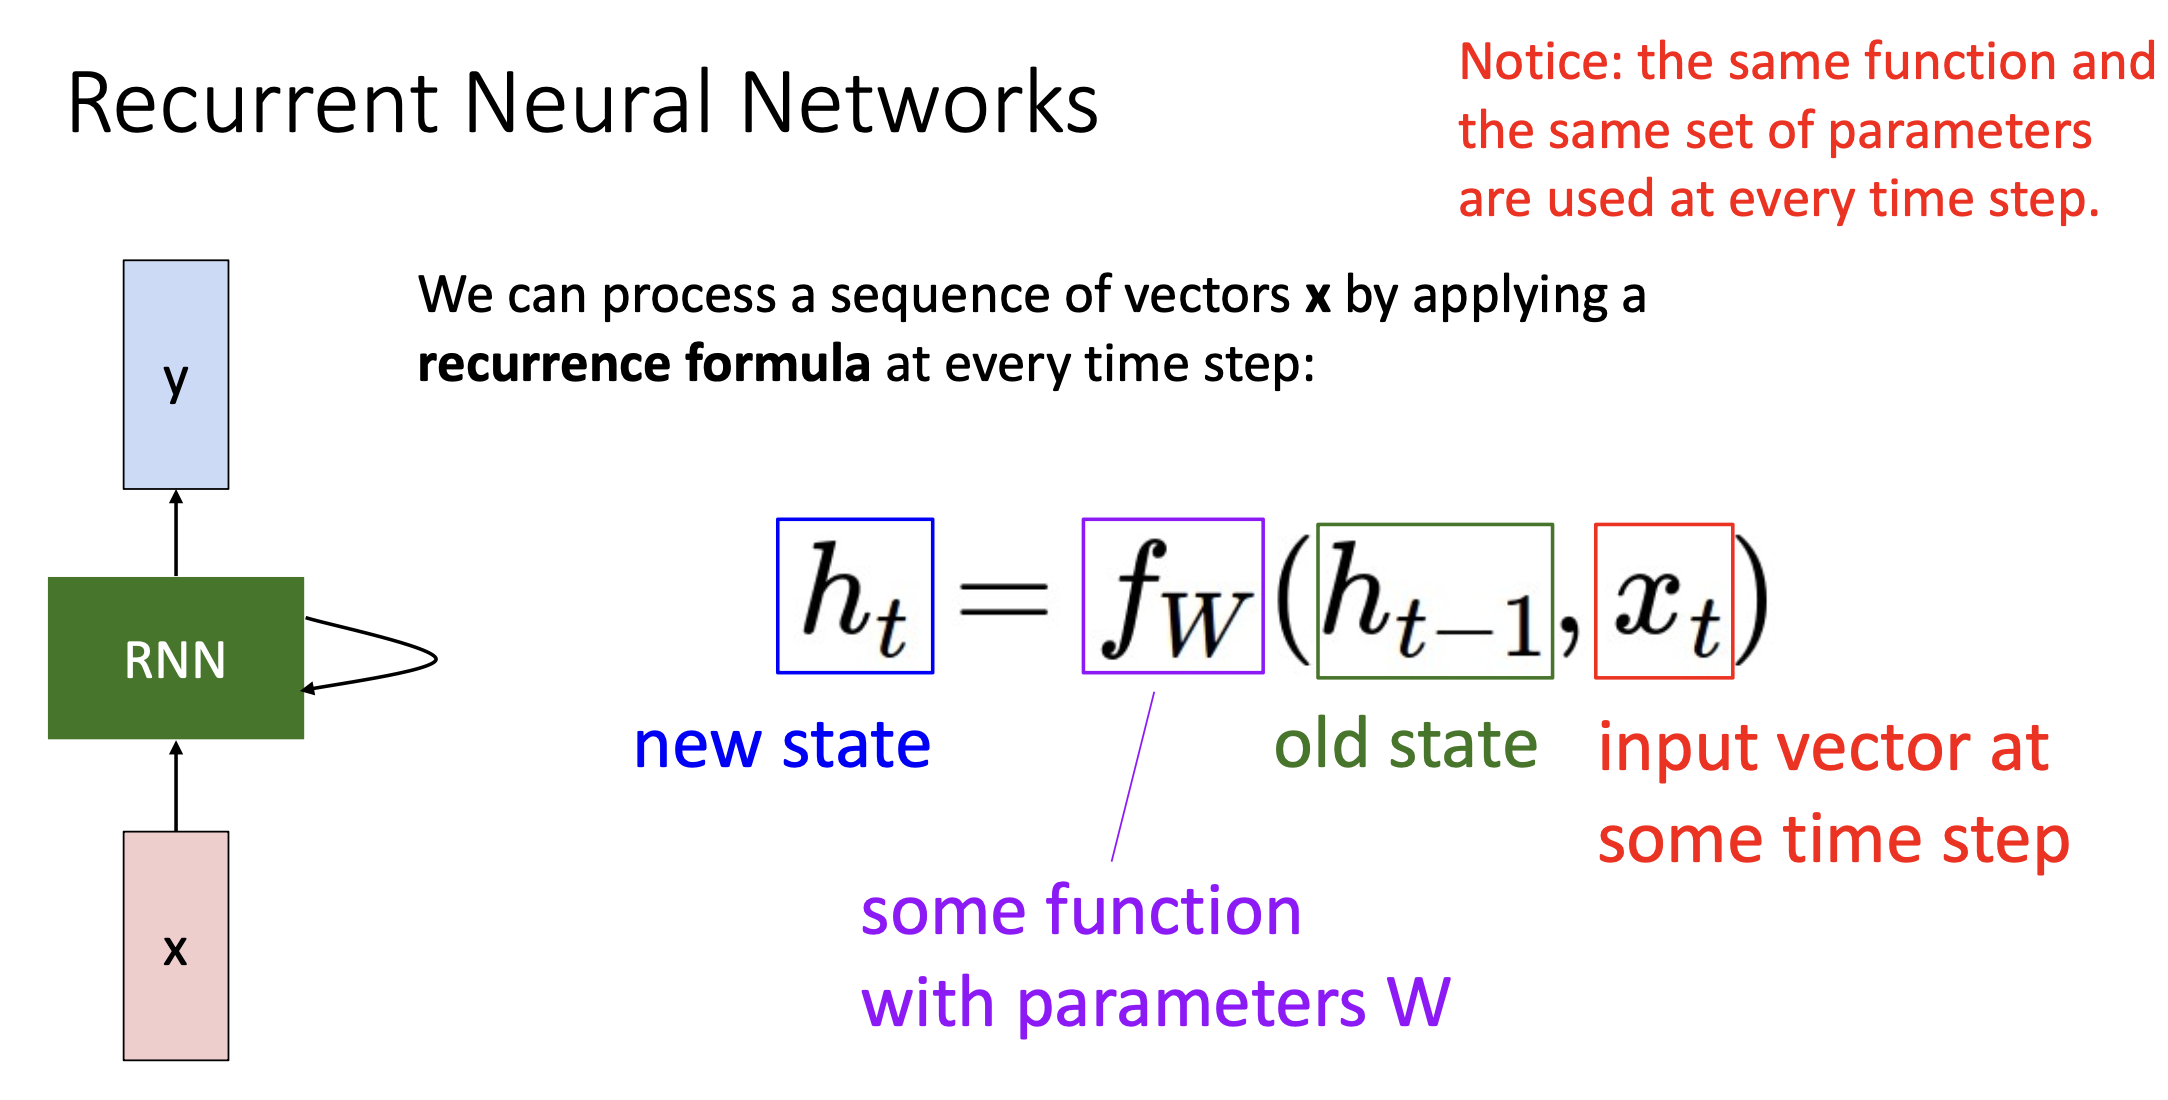 Recurrent Neural Networks
Notice: the same function and
the same set of parameters
are used at every time step.
We can process a sequence of vectors x by applying a
recurrence formula at every time step:
y
RNN
x
h_t = f_W(h_{t-1}, x_t)
new state
old state
input vector at
some time step
some function
with parameters W